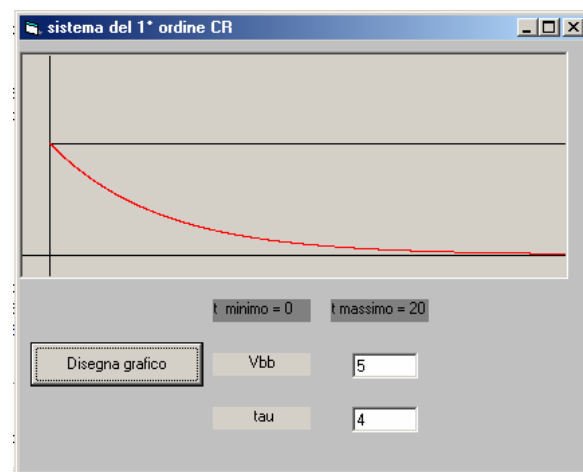 sistema del 1° ordine CR
t minimo = 0 t massimo = 20
Disegna grafico Vbb 5
tau 4